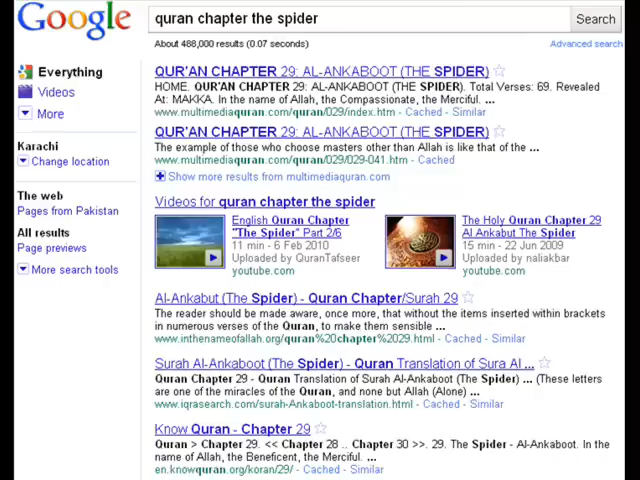 Google
quran chapter the spider
Search
About 488,000 results (0.07 seconds)
Advanced search
Everything
Videos
More
Karachi
Change location
The web
Pages from Pakistan
All results
Page previews
More search tools
QUR'AN CHAPTER 29: AL-ANKABOOT (THE SPIDER)
HOME. QUR'AN CHAPTER 29: AL-ANKABOOT (THE SPIDER). Total Verses: 69. Revealed
At: MAKKA. In the name of Allah, the Compassionate, the Merciful. ...
www.multimediaquran.com/quran/029/index.htm - Cached - Similar
QUR'AN CHAPTER 29: AL-ANKABOOT (THE SPIDER)
The example of those who choose masters other than Allah is like that of the ...
www.multimediaquran.com/quran/029/029-041.htm - Cached
Show more results from multimediaquran.com
Videos for quran chapter the spider
English Quran Chapter
"The Spider" Part 2/6
11 min - 6 Feb 2010
Uploaded by QuranTafseer
youtube.com
The Holy Quran Chapter 29
Al Ankabut The Spider
15 min - 22 Jun 2009
Uploaded by naliakbar
youtube.com
Al-Ankabut (The Spider) - Quran Chapter/Surah 29
The reader should be made aware, once more, that without the items inserted within brackets
in numerous verses of the Quran, to make them sensible ...
www.inthenameofallah.org/quran%20chapter%2029.html - Cached - Similar
Surah Al-Ankaboot (The Spider) - Quran Translation of Sura Al ...
Quran Chapter 29 - Quran Translation of Surah Al-Ankaboot (The Spider) ... (These letters
are one of the miracles of the Quran, and none but Allah (Alone) ...
www.iqrasearch.com/surah-Ankaboot-translation.html - Cached - Similar
Know Quran - Chapter 29
Quran > Chapter 29. << Chapter 28 .. Chapter 30 >>. 29. The Spider - Al-Ankaboot. In the
name of Allah, the Beneficent, the Merciful. ...
en.knowquran.org/koran/29/ - Cached - Similar